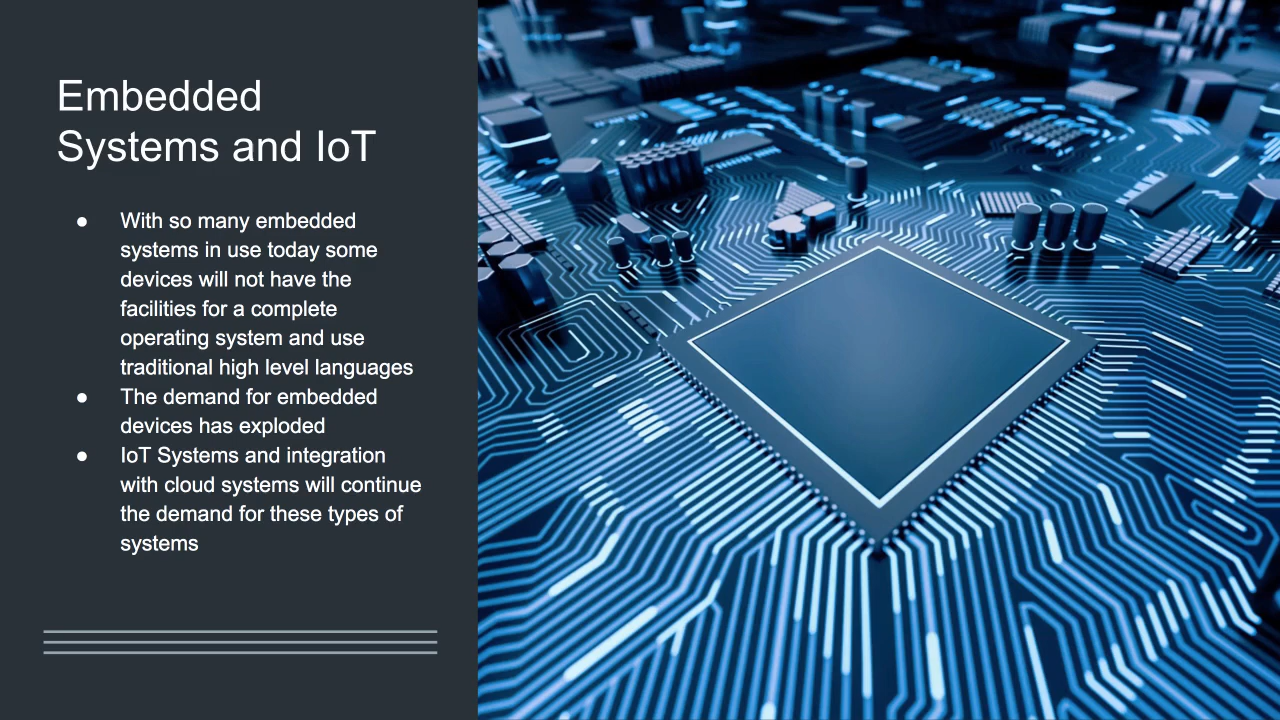 Embedded
Systems and IoT
● With so many embedded
systems in use today some
devices will not have the
facilities for a complete
operating system and use
traditional high level languages
● The demand for embedded
devices has exploded
● IoT Systems and integration
with cloud systems will continue
the demand for these types of
systems